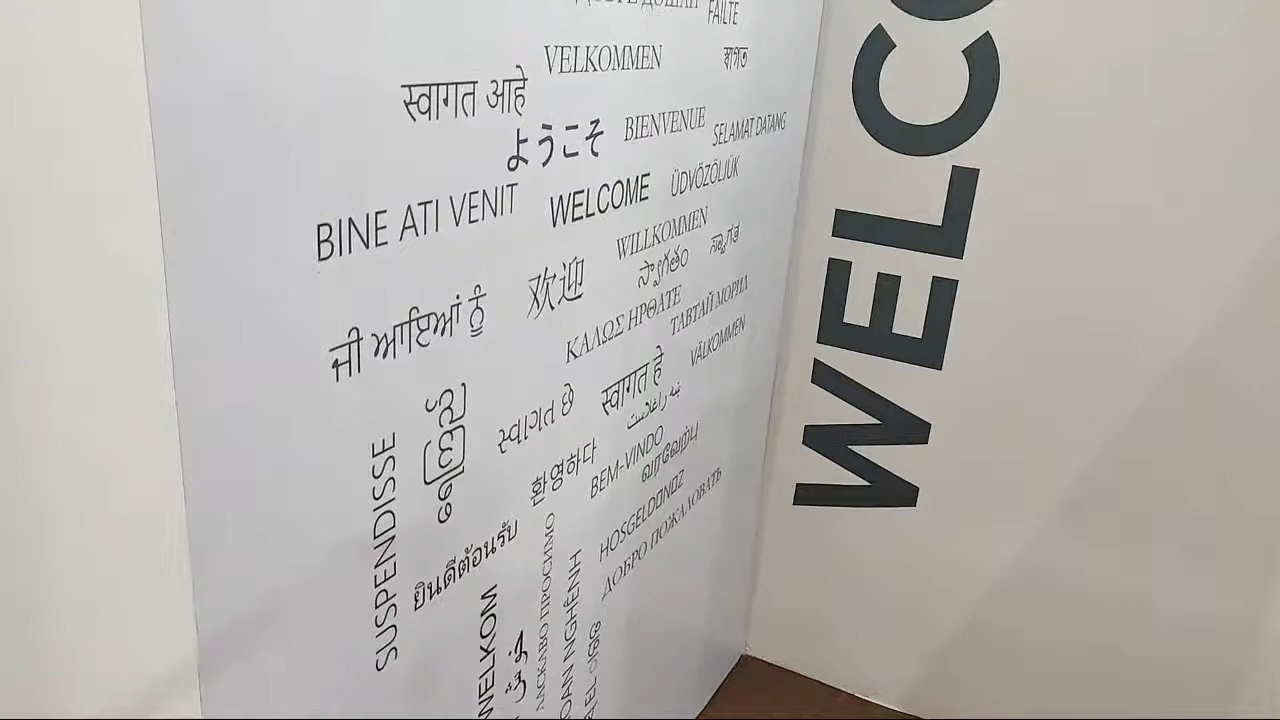 FAILTE
VELKOMMEN
স্বাগত
स्वागत आहे
ようこそ
BIENVENUE
SELAMAT DATANG
BINE ATI VENIT
WELCOME
ÜDVÖZÖLJÜK
WILLKOMMEN
ਜੀ ਆਇਆਂ ਨੂੰ
欢迎
ΚΑΛΩΣ ΗΡΘΑΤΕ
ТАВТАЙ МОРИЛ
VÄLKOMMEN
સ્વાગત છે
स्वागत हे
SUSPENDISSE
환영하다
BEM-VINDO
ยินดีต้อนรับ
HOSGELDİNİZ
ДОБРО ПОЖАЛОВАТЬ
WELKOM
ЛАСКАВО ПРОСИМО
WELC